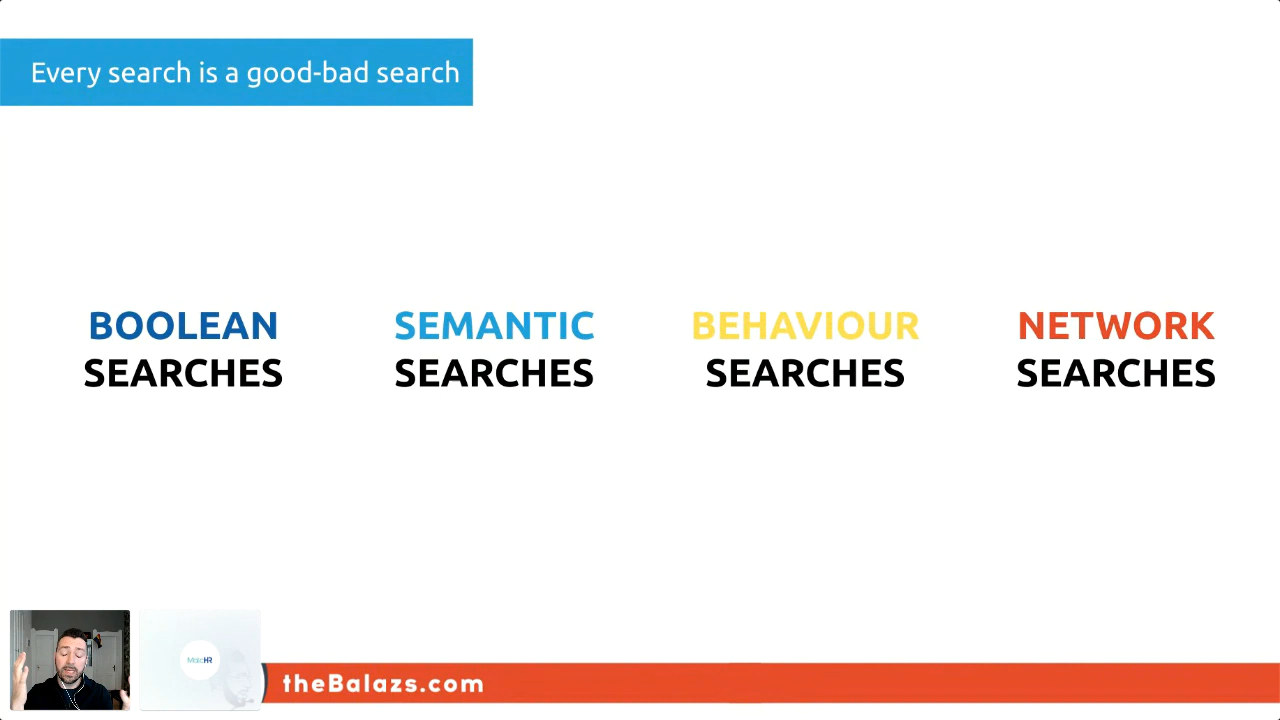 Every search is a good-bad search
BOOLEAN
SEARCHES
SEMANTIC
SEARCHES
BEHAVIOUR
SEARCHES
NETWORK
SEARCHES
theBalazs.com